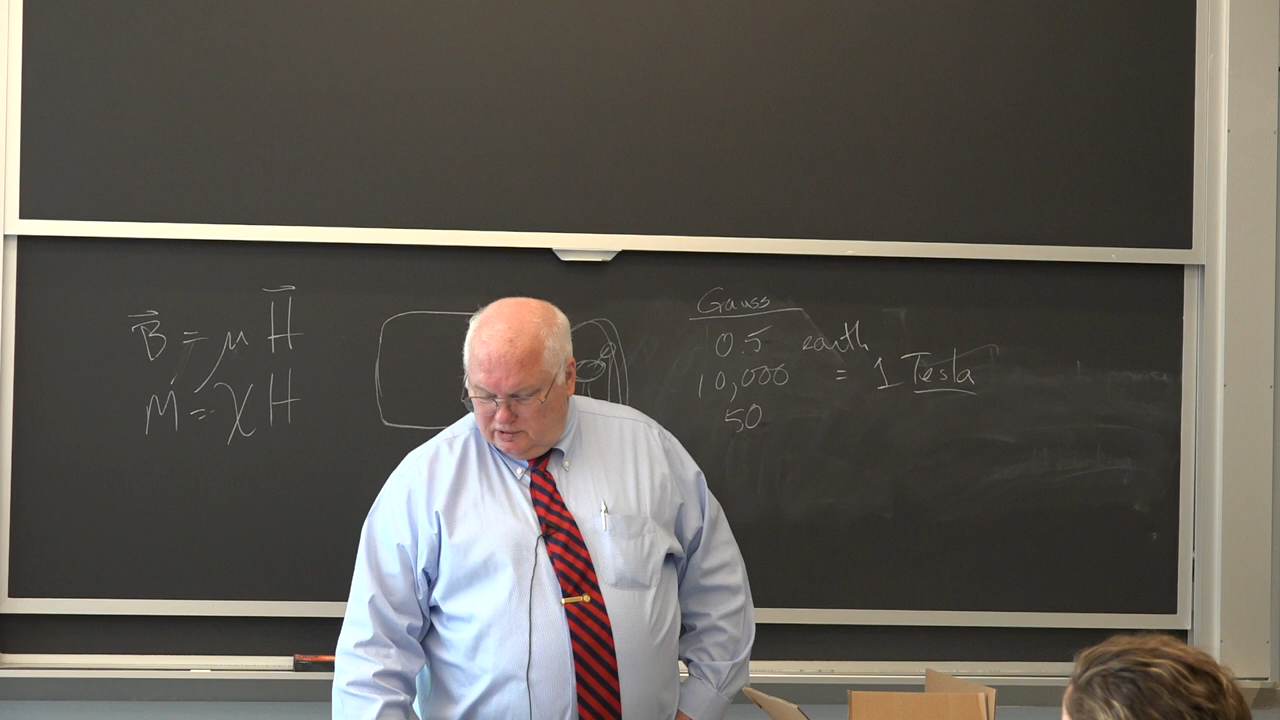 B⃗ = μ H⃗
M = χ H
Gauss
0.5 earth
10,000 = 1 Tesla
50